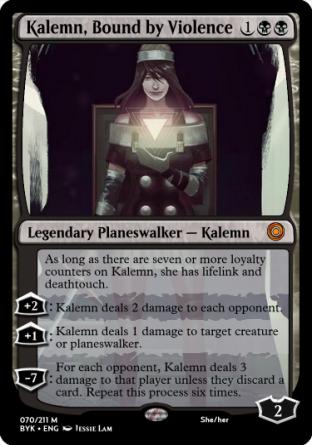 Kalemn, Bound by Violence 1
Legendary Planeswalker — Kalemn
As long as there are seven or more loyalty
counters on Kalemn, she has lifelink and
deathtouch.
+2: Kalemn deals 2 damage to each opponent.
+1: Kalemn deals 1 damage to target creature
or planeswalker.
-7: For each opponent, Kalemn deals 3
damage to that player unless they discard a
card. Repeat this process six times.
2
070/211 M
BYK • ENG Jessie Lam
She/her